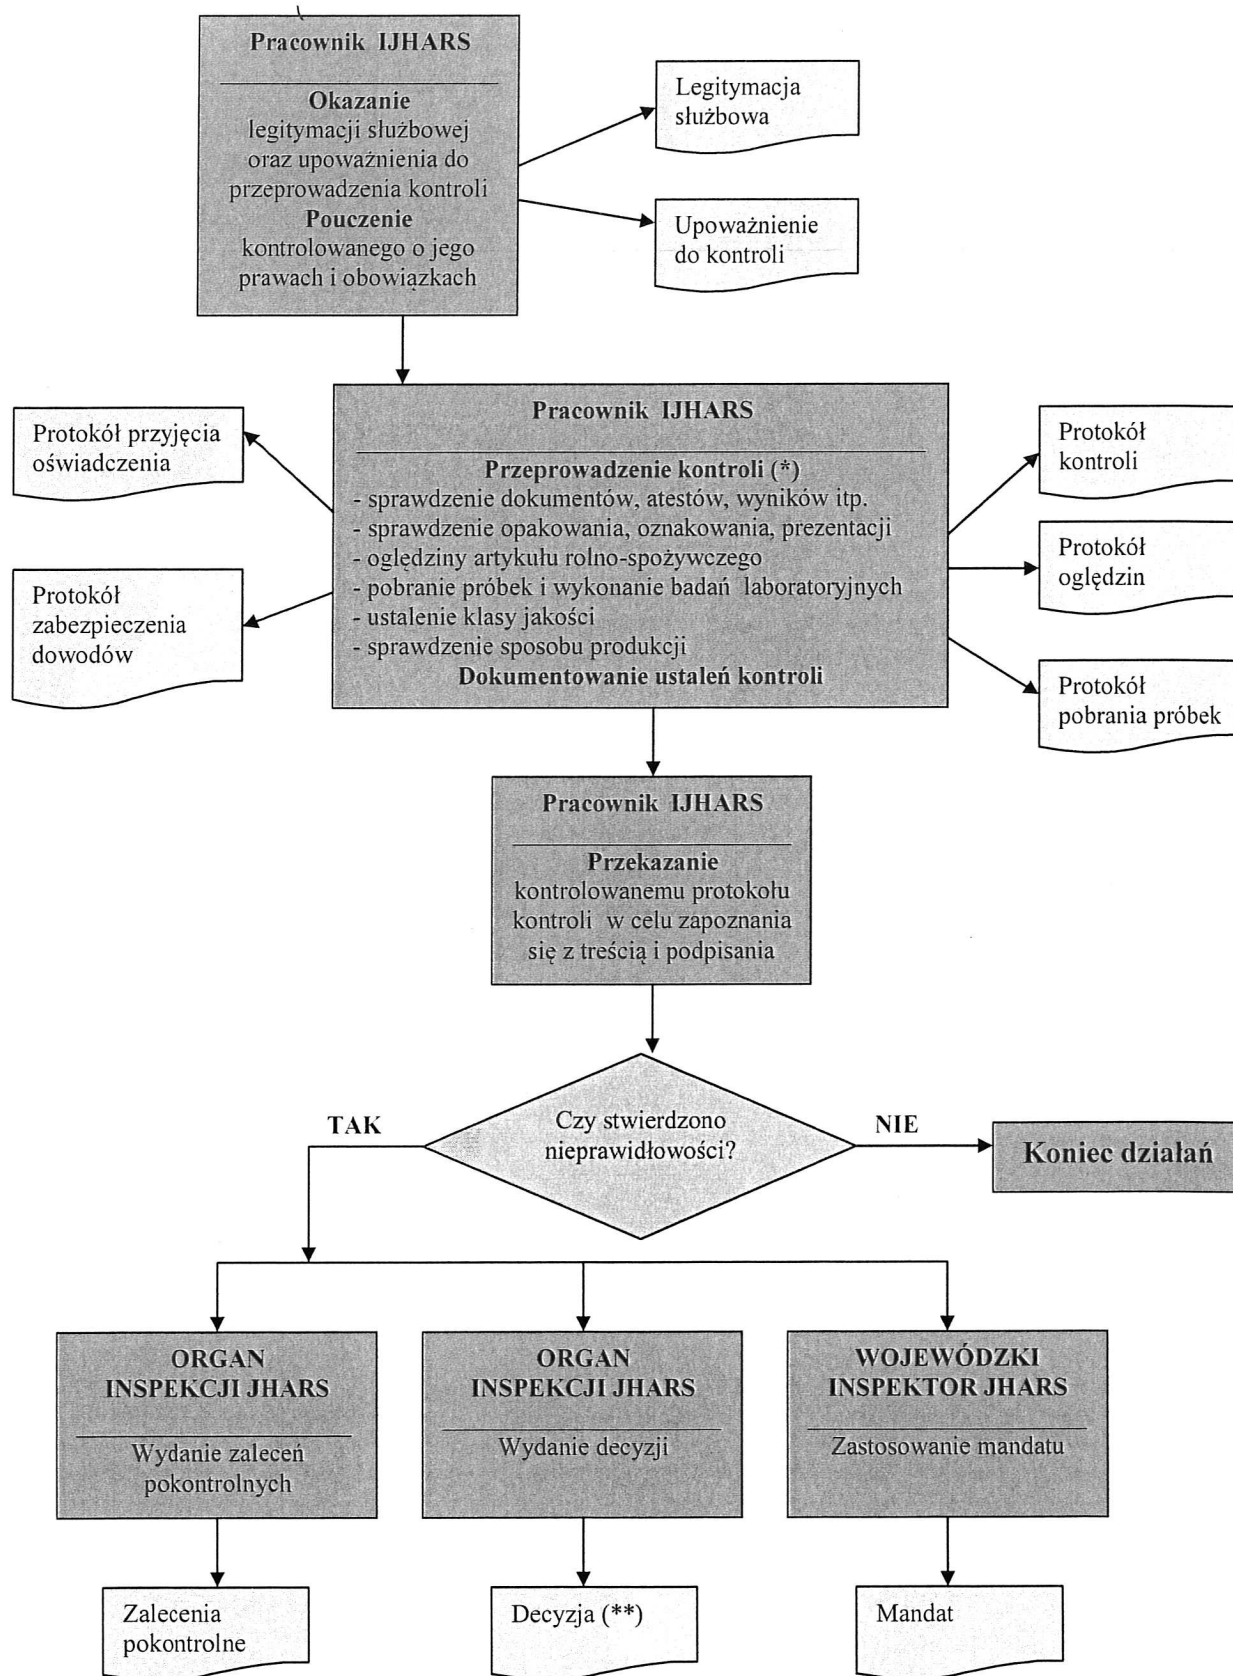 Pracownik IJHARS
Okazanie
legitymacji służbowej
oraz upoważnienia do
przeprowadzenia kontroli
Pouczenie
kontrolowanego o jego
prawach i obowiązkach
Legitymacja
służbowa
Upoważnienie
do kontroli
Protokół przyjęcia
oświadczenia
Protokół
zabezpieczenia
dowodów
Pracownik IJHARS
Przeprowadzenie kontroli (*)
- sprawdzenie dokumentów, atestów, wyników itp.
- sprawdzenie opakowania, oznakowania, prezentacji
- oględziny artykułu rolno-spożywczego
- pobranie próbek i wykonanie badań laboratoryjnych
- ustalenie klasy jakości
- sprawdzenie sposobu produkcji
Dokumentowanie ustaleń kontroli
Protokół
kontroli
Protokół
oględzin
Protokół
pobrania próbek
Pracownik IJHARS
Przekazanie
kontrolowanemu protokołu
kontroli w celu zapoznania
się z treścią i podpisania
TAK
Czy stwierdzono
nieprawidłowości?
NIE
Koniec działań
ORGAN
INSPEKCJI JHARS
Wydanie zaleceń
pokontrolnych
ORGAN
INSPEKCJI JHARS
Wydanie decyzji
WOJEWÓDZKI
INSPEKTOR JHARS
Zastosowanie mandatu
Zalecenia
pokontrolne
Decyzja (**)
Mandat